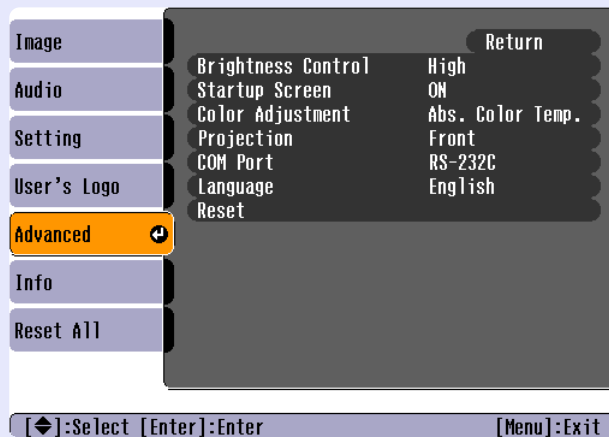 Image
Audio
Setting
User's Logo
Advanced
Info
Reset All
Return
Brightness Control High
Startup Screen ON
Color Adjustment Abs. Color Temp.
Projection Front
COM Port RS-232C
Language English
Reset
[◆]:Select [Enter]:Enter [Menu]:Exit